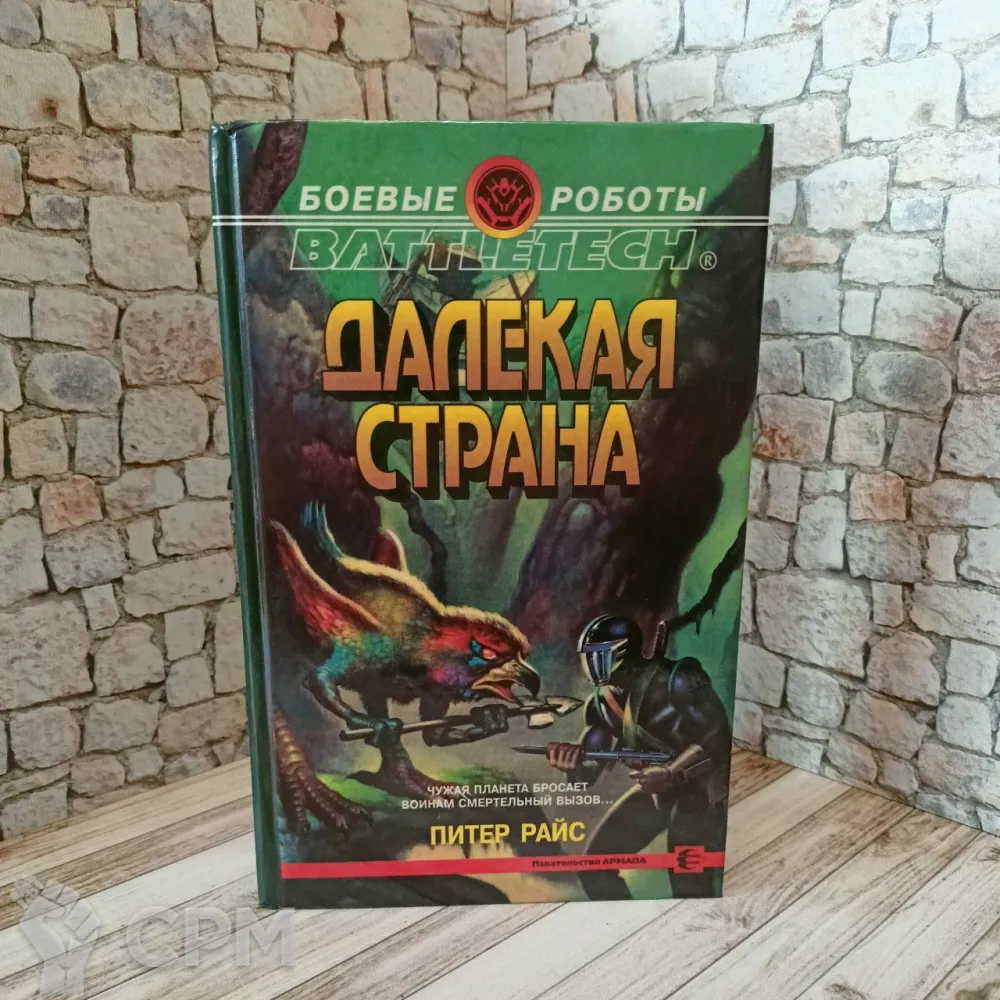 БОЕВЫЕ РОБОТЫ
BATTLETECH®
ДАЛЕКАЯ
СТРАНА
ЧУЖАЯ ПЛАНЕТА БРОСАЕТ
ВОИНАМ СМЕРТЕЛЬНЫЙ ВЫЗОВ...
ПИТЕР РАЙС
Издательство АРМАДА
СРМ